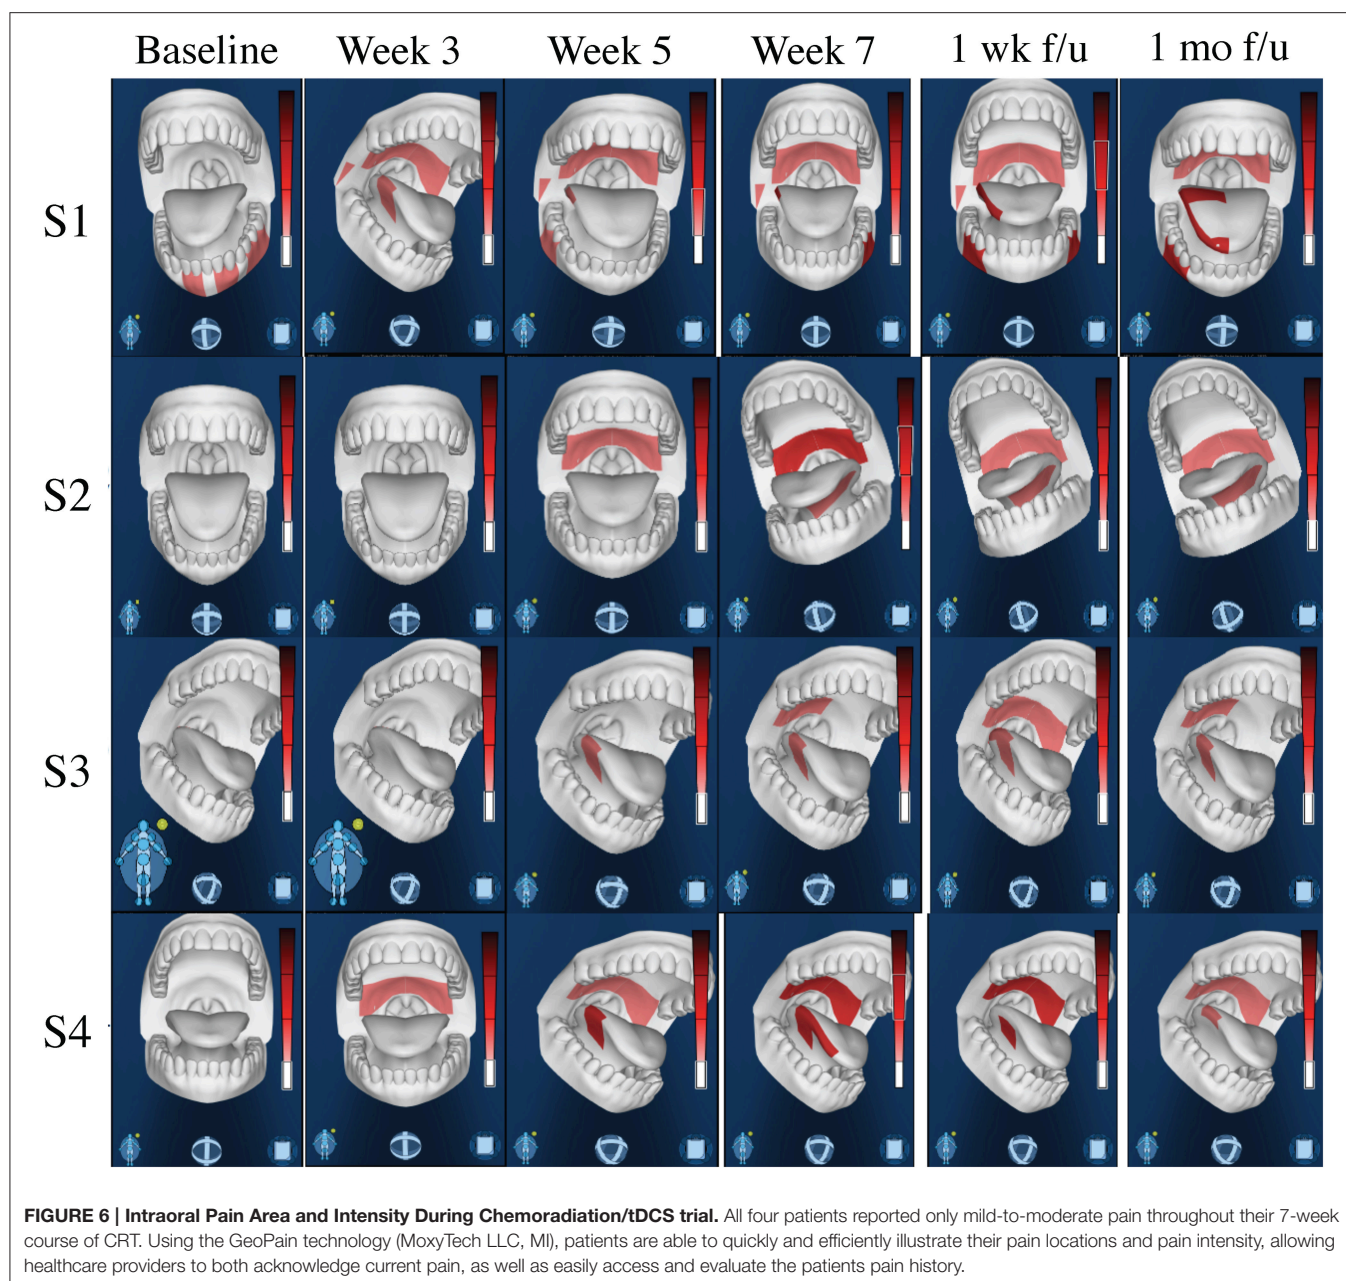 Baseline Week 3 Week 5 Week 7 1 wk f/u 1 mo f/u
S1
S2
S3
S4
FIGURE 6 | Intraoral Pain Area and Intensity During Chemoradiation/tDCS trial. All four patients reported only mild-to-moderate pain throughout their 7-week
course of CRT. Using the GeoPain technology (MoxyTech LLC, MI), patients are able to quickly and efficiently illustrate their pain locations and pain intensity, allowing
healthcare providers to both acknowledge current pain, as well as easily access and evaluate the patients pain history.